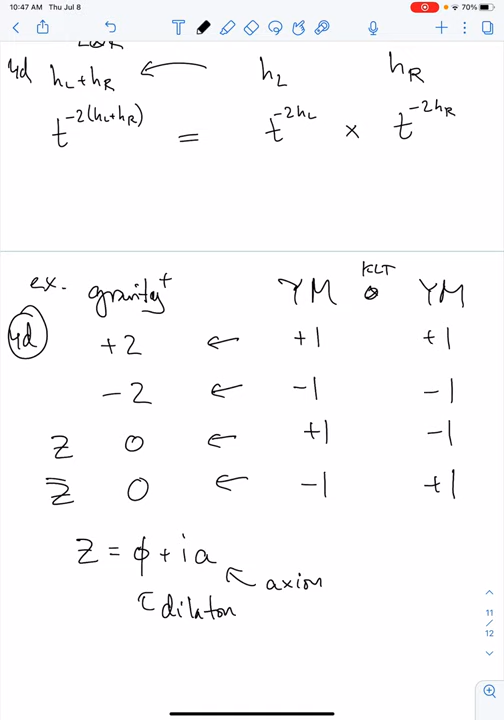 10:47 AM Thu Jul 8
70%
L⊗R
4d h_L+h_R ← h_L h_R
t^{-2(h_L+h_R)} = t^{-2h_L} × t^{-2h_R}
KLT
ex. gravity^+ YM ⊗ YM
4d +2 ← +1 +1
-2 ← -1 -1
z 0 ← +1 -1
z̄ 0 ← -1 +1
z = ϕ + i a
axion
dilaton
11
/
12